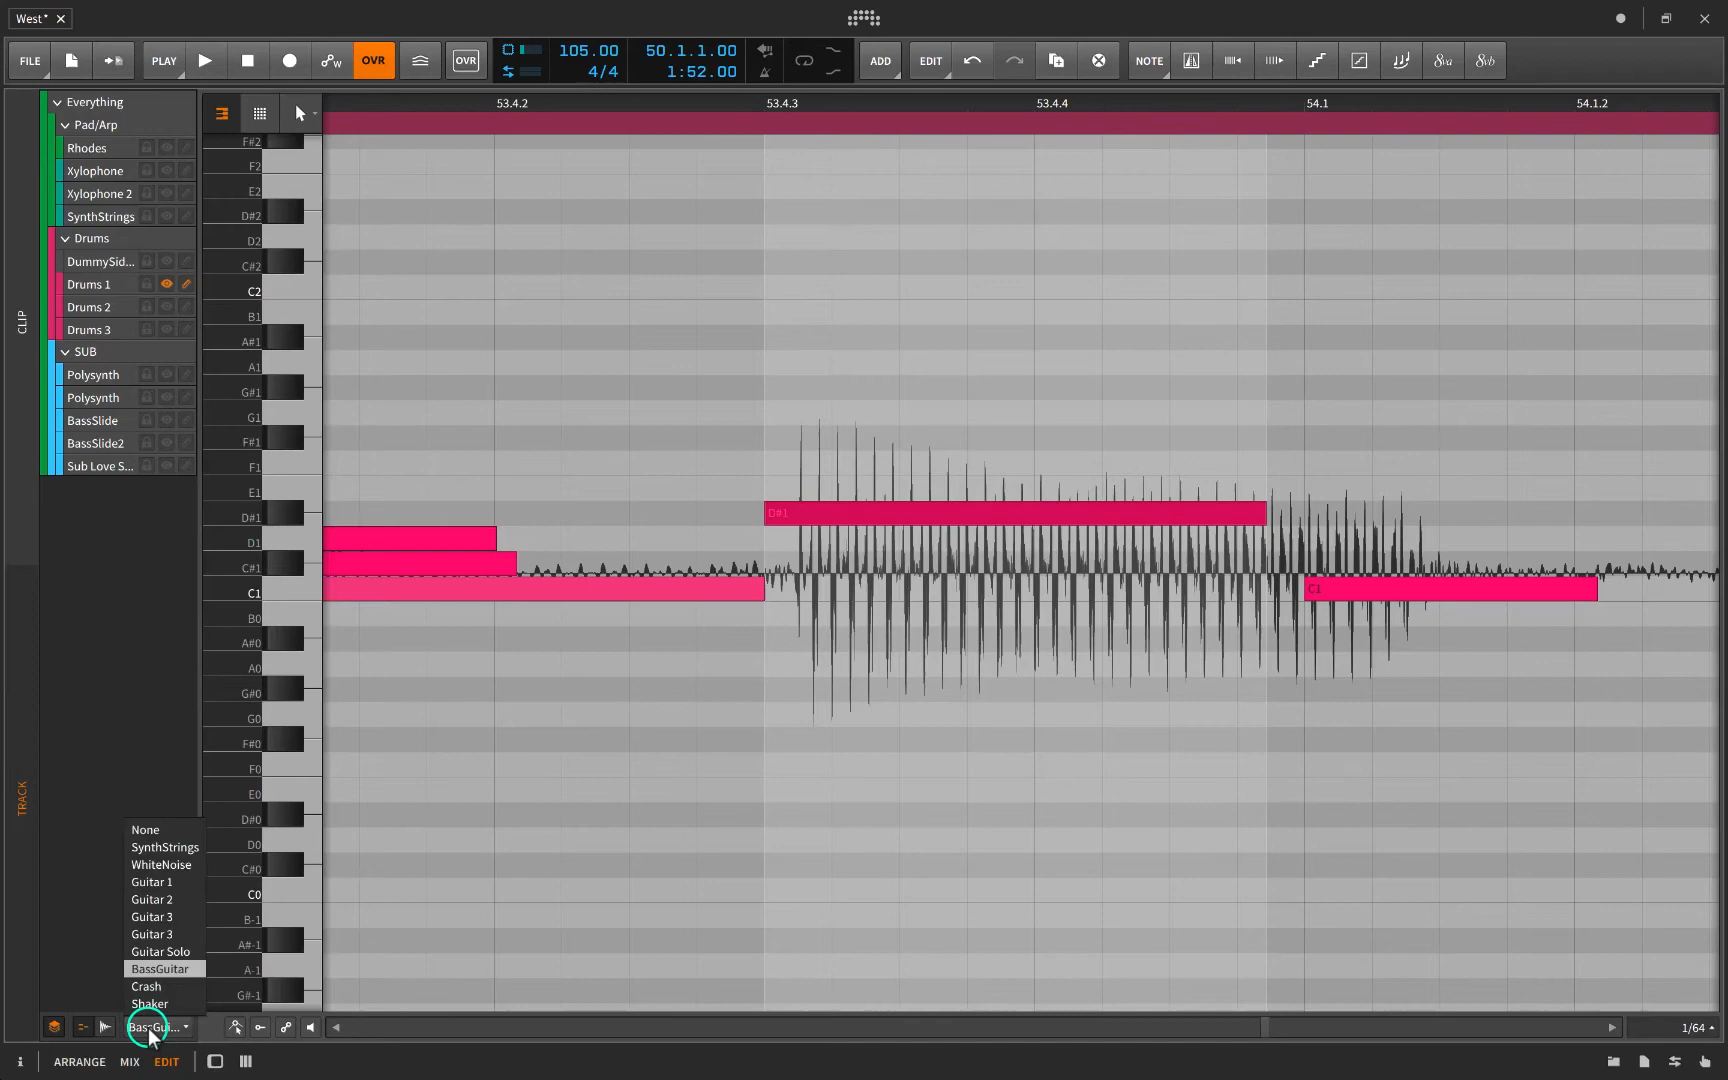 West*
FILE
PLAY
OVR
OVR
105.00
4/4
50.1.1.00
1:52.00
ADD
EDIT
NOTE
8va
8vb
CLIP
TRACK
Everything
Pad/Arp
Rhodes
Xylophone
Xylophone 2
SynthStrings
Drums
DummySid...
Drums 1
Drums 2
Drums 3
SUB
Polysynth
Polysynth
BassSlide
BassSlide2
Sub Love S...
53.4.2
53.4.3
53.4.4
54.1
54.1.2
F#2
F2
E2
D#2
D2
C#2
C2
B1
A#1
A1
G#1
G1
F#1
F1
E1
D#1
D1
C#1
C1
B0
A#0
A0
G#0
G0
F#0
F0
E0
D#0
D0
C#0
C0
B-1
A#-1
A-1
G#-1
D#1
C1
None
SynthStrings
WhiteNoise
Guitar 1
Guitar 2
Guitar 3
Guitar 3
Guitar Solo
BassGuitar
Crash
Shaker
BassGui...
1/64
i
ARRANGE
MIX
EDIT